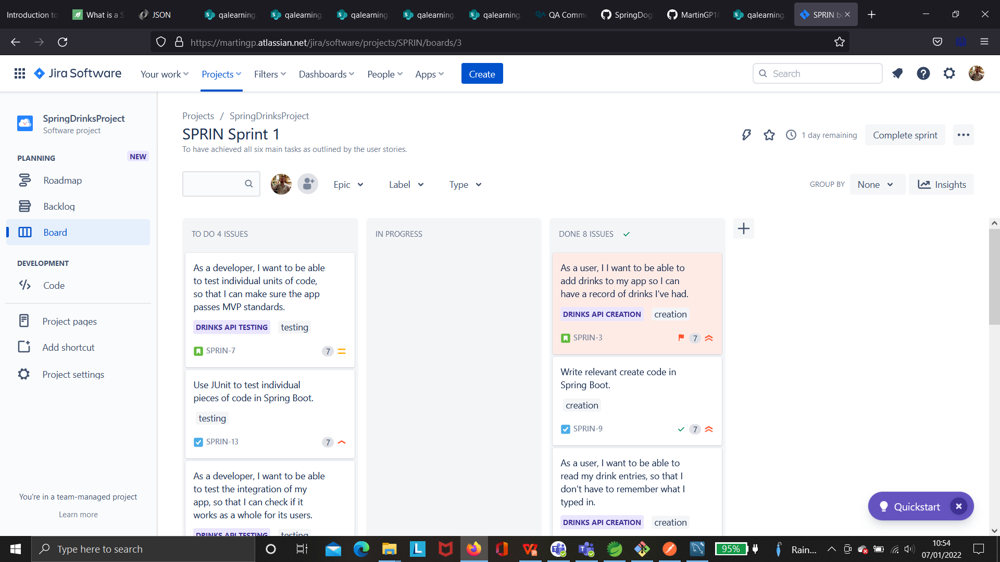 Introduction to
What is a S
JSON
qalearning.
qalearning.
qalearning.
qalearning.
qalearning.
QA Commu
SpringDog
MartinGP18
qalearning.
SPRIN bo
https://martingp.atlassian.net/jira/software/projects/SPRIN/boards/3
Jira Software
Your work
Projects
Filters
Dashboards
People
Apps
Create
Search
SpringDrinksProject
Software project
PLANNING
NEW
Roadmap
Backlog
Board
DEVELOPMENT
Code
Project pages
Add shortcut
Project settings
You're in a team-managed project
Learn more
Projects / SpringDrinksProject
SPRIN Sprint 1
To have achieved all six main tasks as outlined by the user stories.
1 day remaining
Complete sprint
Epic
Label
Type
GROUP BY
None
Insights
TO DO 4 ISSUES
As a developer, I want to be able
to test individual units of code,
so that I can make sure the app
passes MVP standards.
DRINKS API TESTING testing
SPRIN-7 7
Use JUnit to test individual
pieces of code in Spring Boot.
testing
SPRIN-13 7
As a developer, I want to be able
to test the integration of my
app, so that I can check if it
works as a whole for its users.
DRINKS API TESTING testing
IN PROGRESS
DONE 8 ISSUES
As a user, I I want to be able to
add drinks to my app so I can
have a record of drinks I've had.
DRINKS API CREATION creation
SPRIN-3 7
Write relevant create code in
Spring Boot.
creation
SPRIN-9 7
As a user, I want to be able to
read my drink entries, so that I
don't have to remember what I
typed in.
DRINKS API CREATION creation
Quickstart
Type here to search
95%
Rain...
10:54
07/01/2022